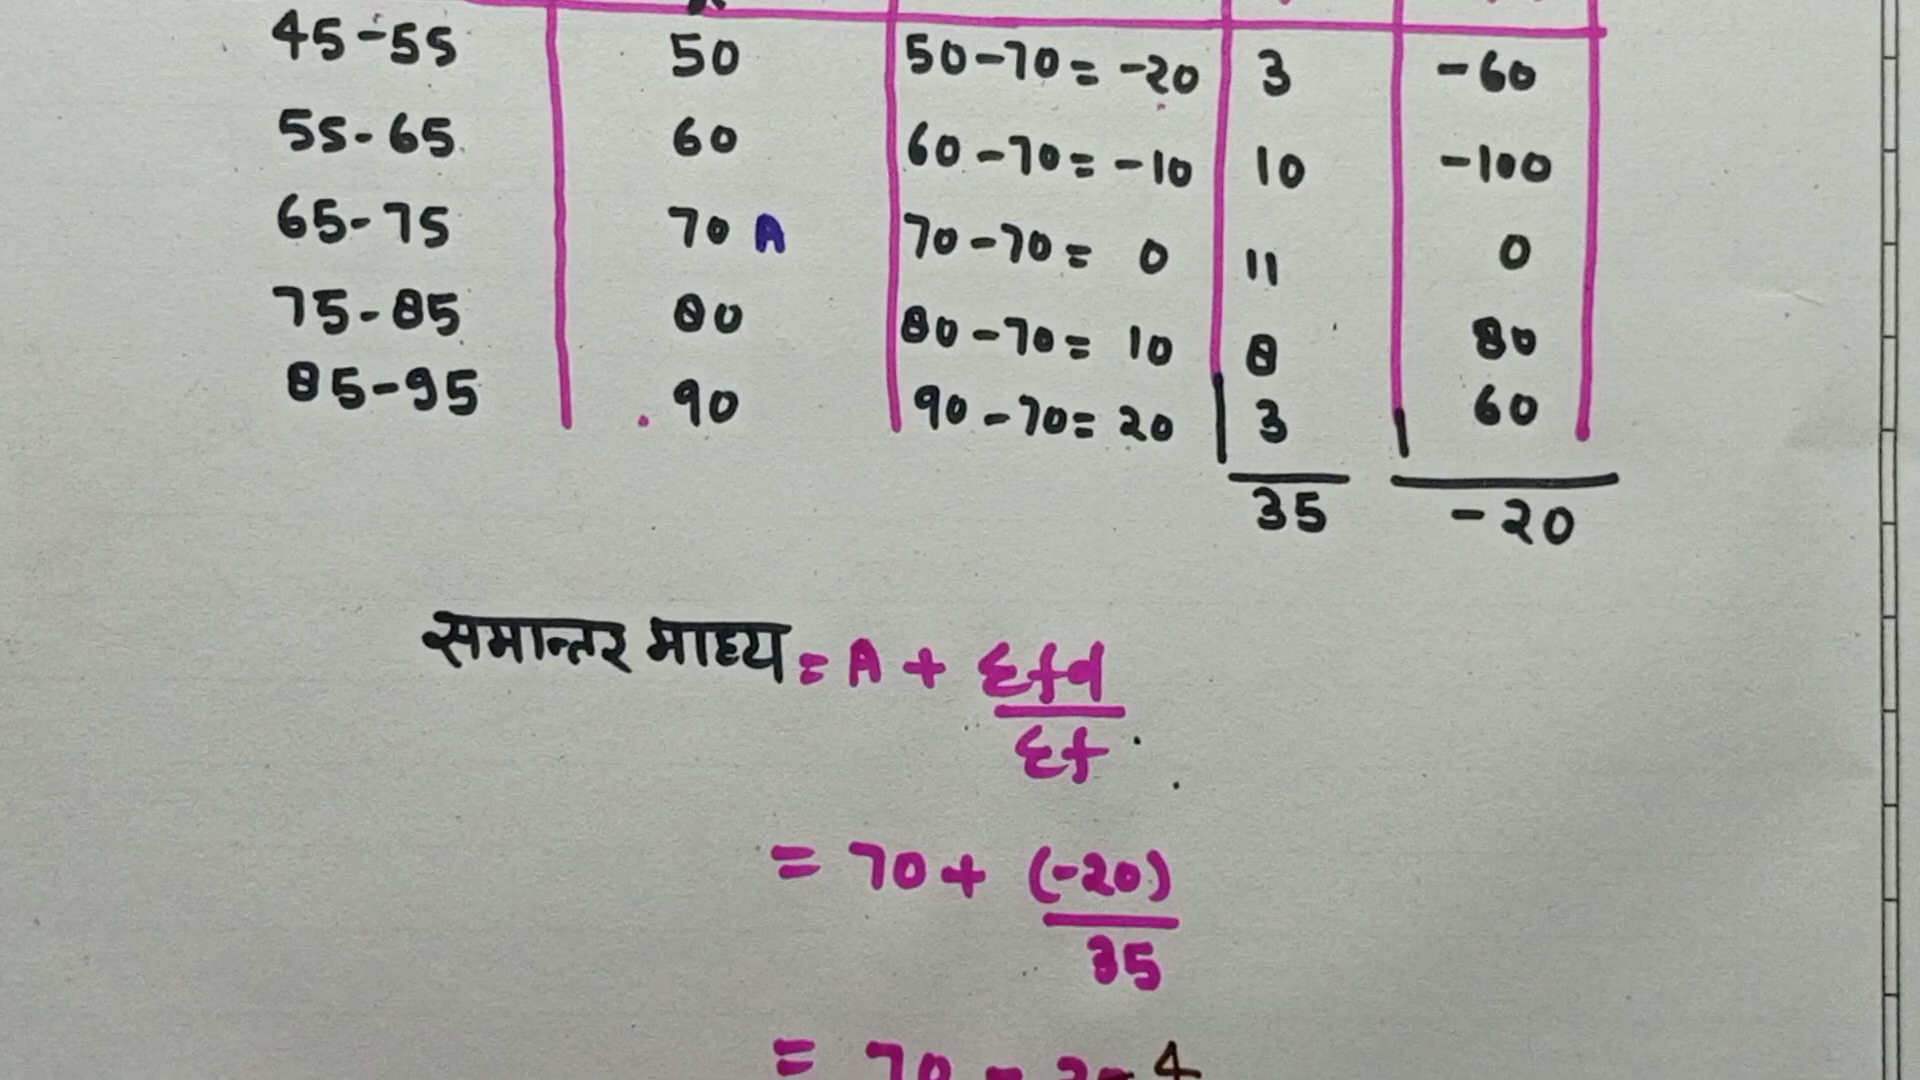 45-55 50 50-70= -20 3 -60
55-65 60 60-70= -10 10 -100
65-75 70 A 70-70= 0 11 0
75-85 80 80-70= 10 8 80
85-95 90 90-70= 20 3 60
35 -20
समान्तर माध्य = A + Σfd
Σf
= 70 + (-20)
35
= 70 - 4